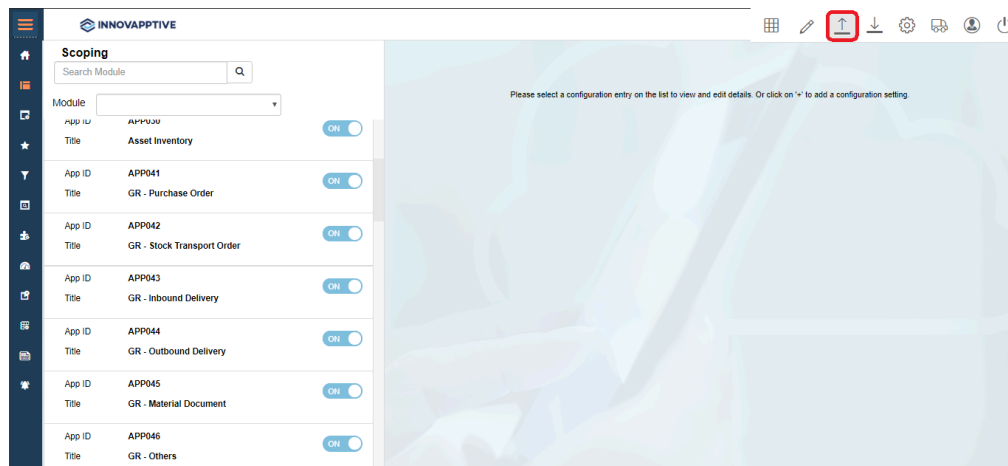 INNOVAPPTIVE
Scoping
Search Module
Module
App ID APP030
ON
Title Asset Inventory
App ID APP041
ON
Title GR - Purchase Order
App ID APP042
ON
Title GR - Stock Transport Order
App ID APP043
ON
Title GR - Inbound Delivery
App ID APP044
ON
Title GR - Outbound Delivery
App ID APP045
ON
Title GR - Material Document
App ID APP046
ON
Title GR - Others
Please select a configuration entry on the list to view and edit details. Or click on '+' to add a configuration setting.